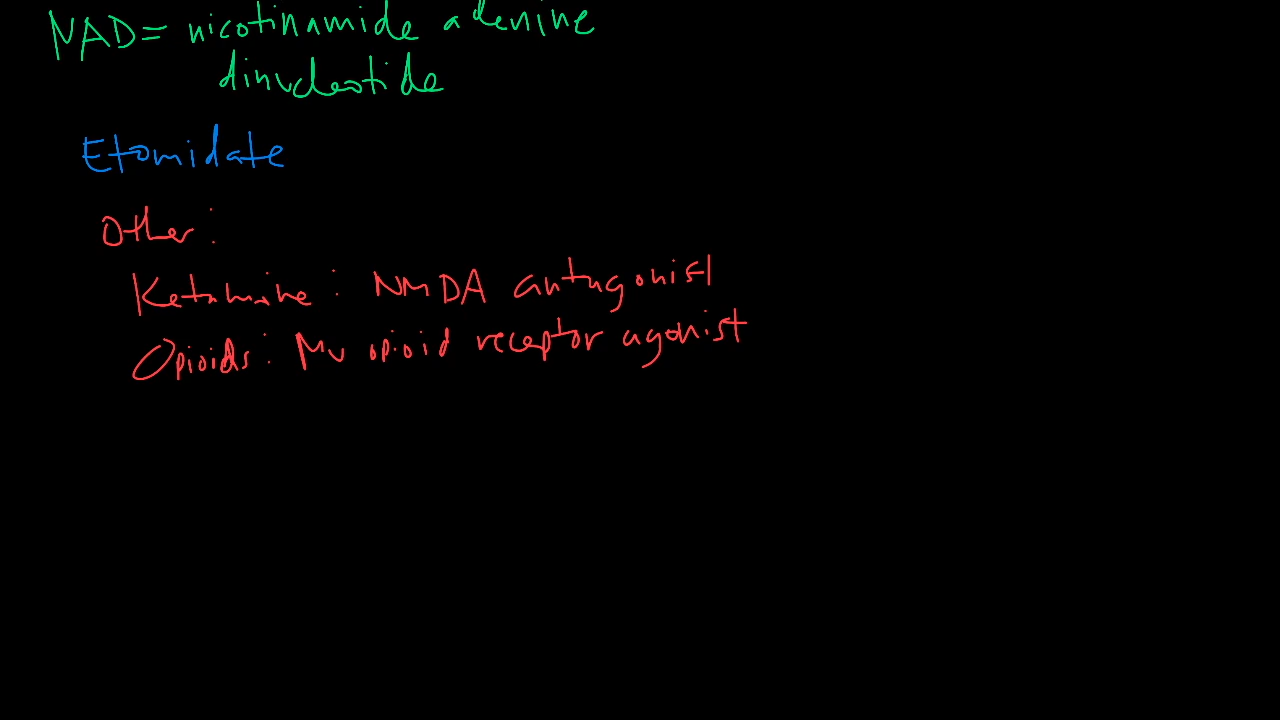 NAD= nicotinamide adenine
dinucleotide
Etomidate
Other:
Ketamine: NMDA antagonist
Opioids: Mu opioid receptor agonist